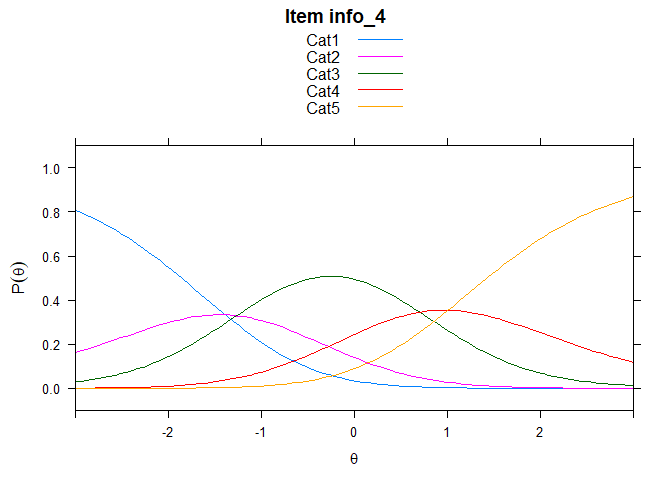 Item info_4
Cat1
Cat2
Cat3
Cat4
Cat5
P(θ)
1.0
0.8
0.6
0.4
0.2
0.0
-2 -1 0 1 2
θ